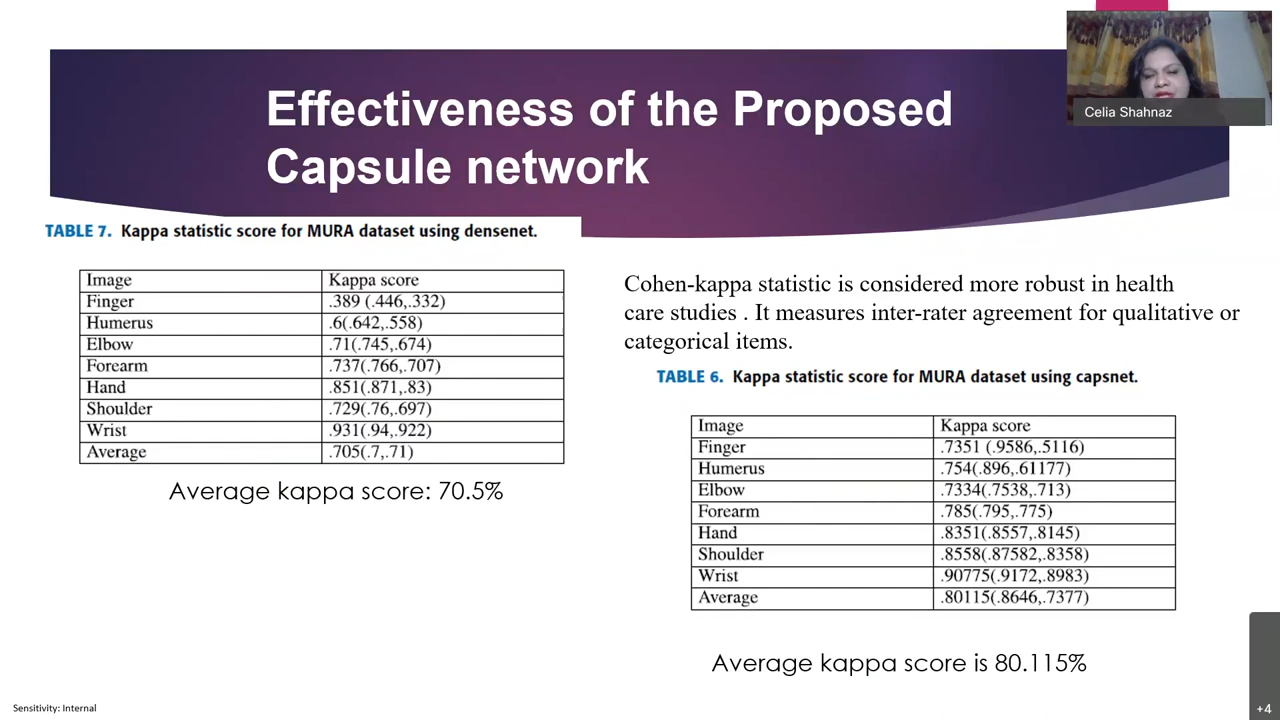 Effectiveness of the Proposed
Capsule network
Celia Shahnaz
TABLE 7. Kappa statistic score for MURA dataset using densenet.
Image Kappa score
Finger .389 (.446,.332)
Humerus .6(.642,.558)
Elbow .71(.745,.674)
Forearm .737(.766,.707)
Hand .851(.871,.83)
Shoulder .729(.76,.697)
Wrist .931(.94,.922)
Average .705(.7,.71)
Average kappa score: 70.5%
Cohen-kappa statistic is considered more robust in health
care studies . It measures inter-rater agreement for qualitative or
categorical items.
TABLE 6. Kappa statistic score for MURA dataset using capsnet.
Image Kappa score
Finger .7351 (.9586,.5116)
Humerus .754(.896,.61177)
Elbow .7334(.7538,.713)
Forearm .785(.795,.775)
Hand .8351(.8557,.8145)
Shoulder .8558(.87582,.8358)
Wrist .90775(.9172,.8983)
Average .80115(.8646,.7377)
Average kappa score is 80.115%
Sensitivity: Internal
+4